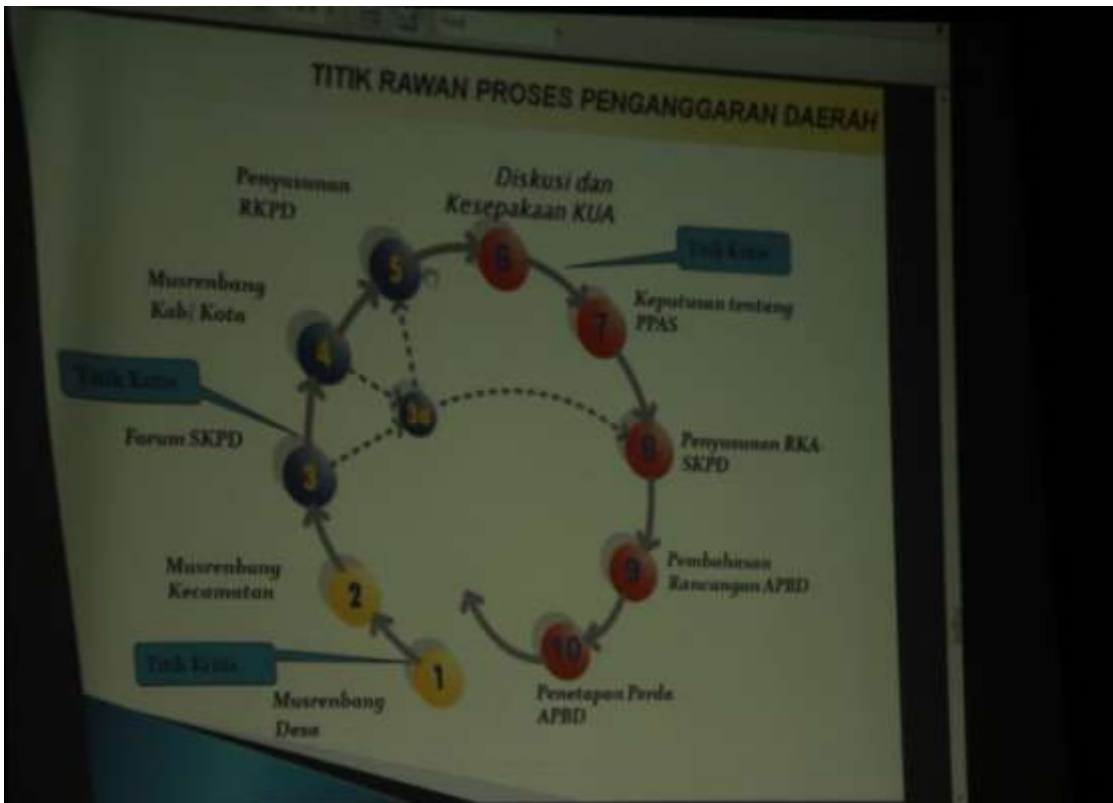 TITIK RAWAN PROSES PENGANGGARAN DAERAH
Penyusunan
RKPD
Diskusi dan
Kesepakaan KUA
Titik Kritis
Musrenbang
Kab/ Kota
5
6
Keputusan tentang
PPAS
7
4
Titik Kritis
3a
Forum SKPD
8
Penyusunan RKA-
SKPD
3
Musrenbang
Kecamatan
2
9
Pembahasan
Rancangan APBD
10
Titik Kritis
1
Musrenbang
Desa
Penetapan Perda
APBD